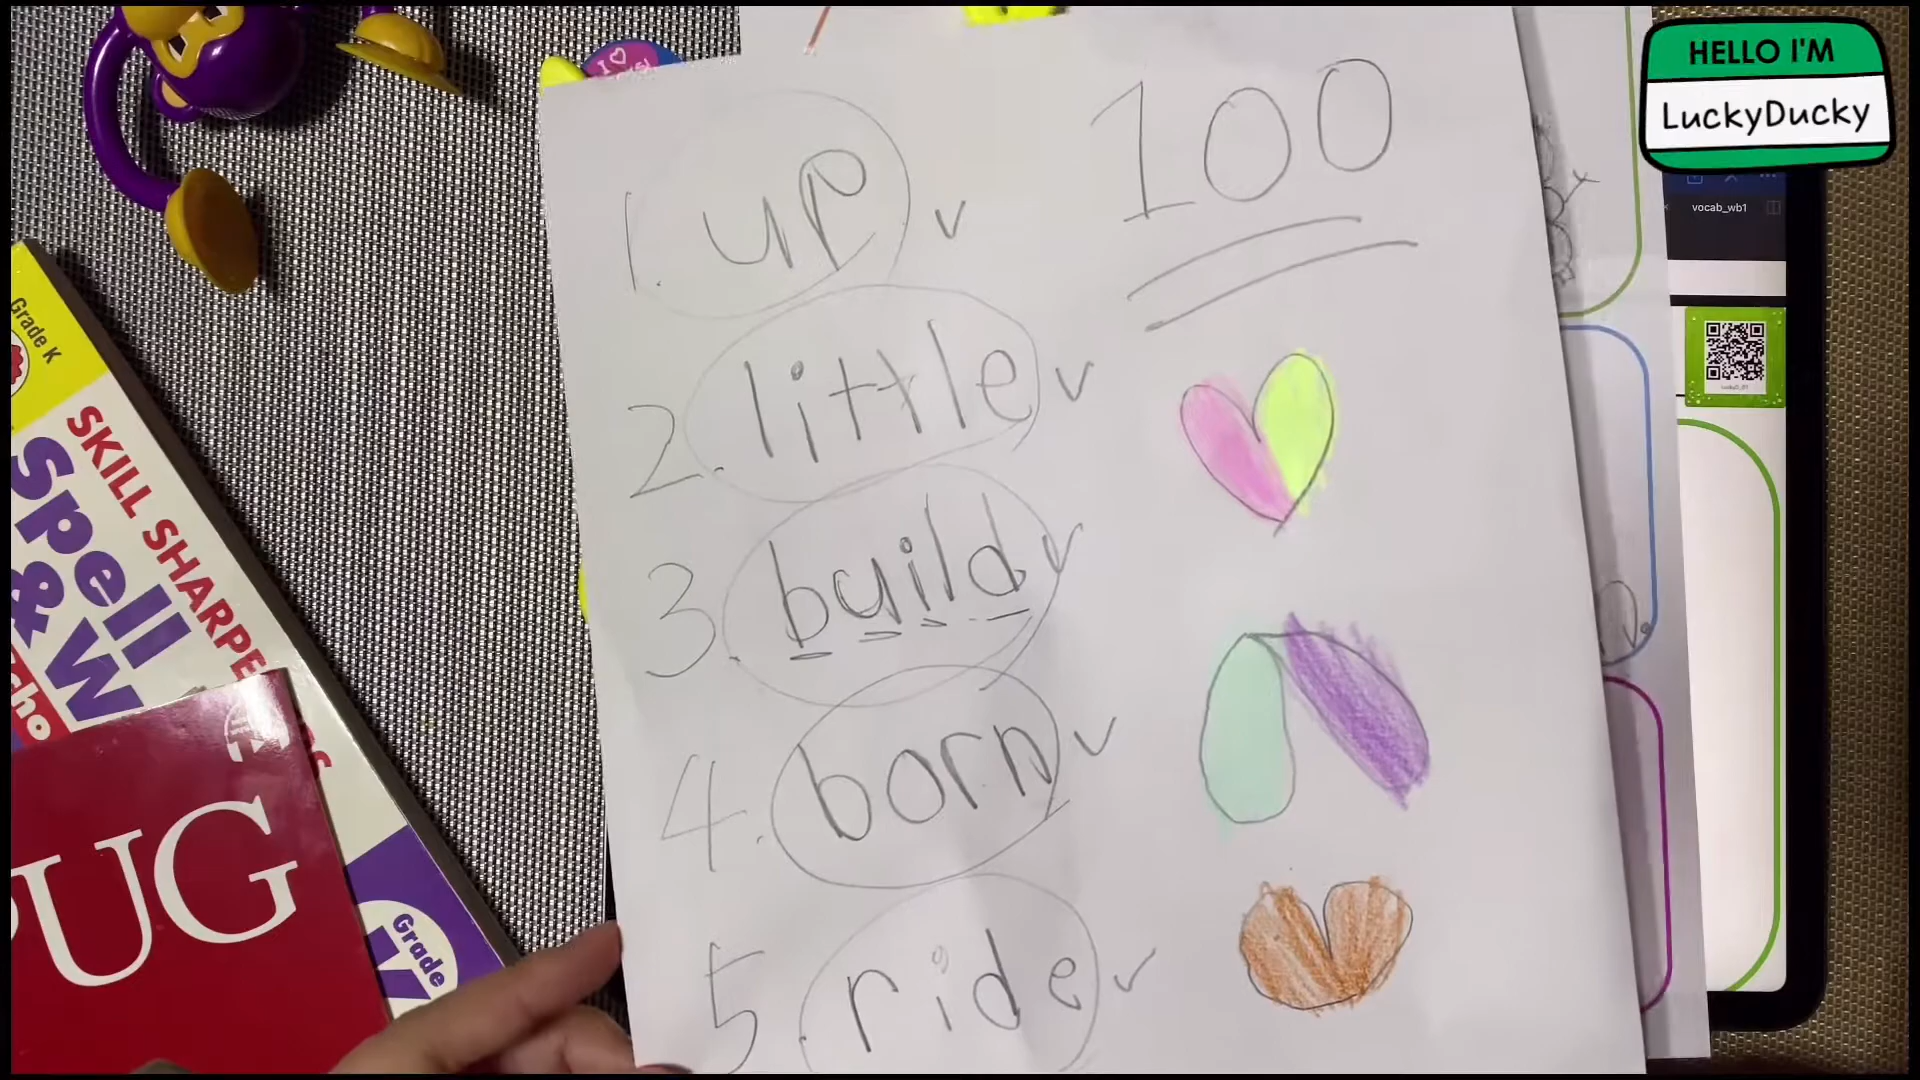 HELLO I'M
LuckyDucky
vocab_wb1
I
100
1. up v
2. little v
3. build v
4. born v
5. ride v
Grade K
SKILL SHARPE
Spell
& W
UG
Grade